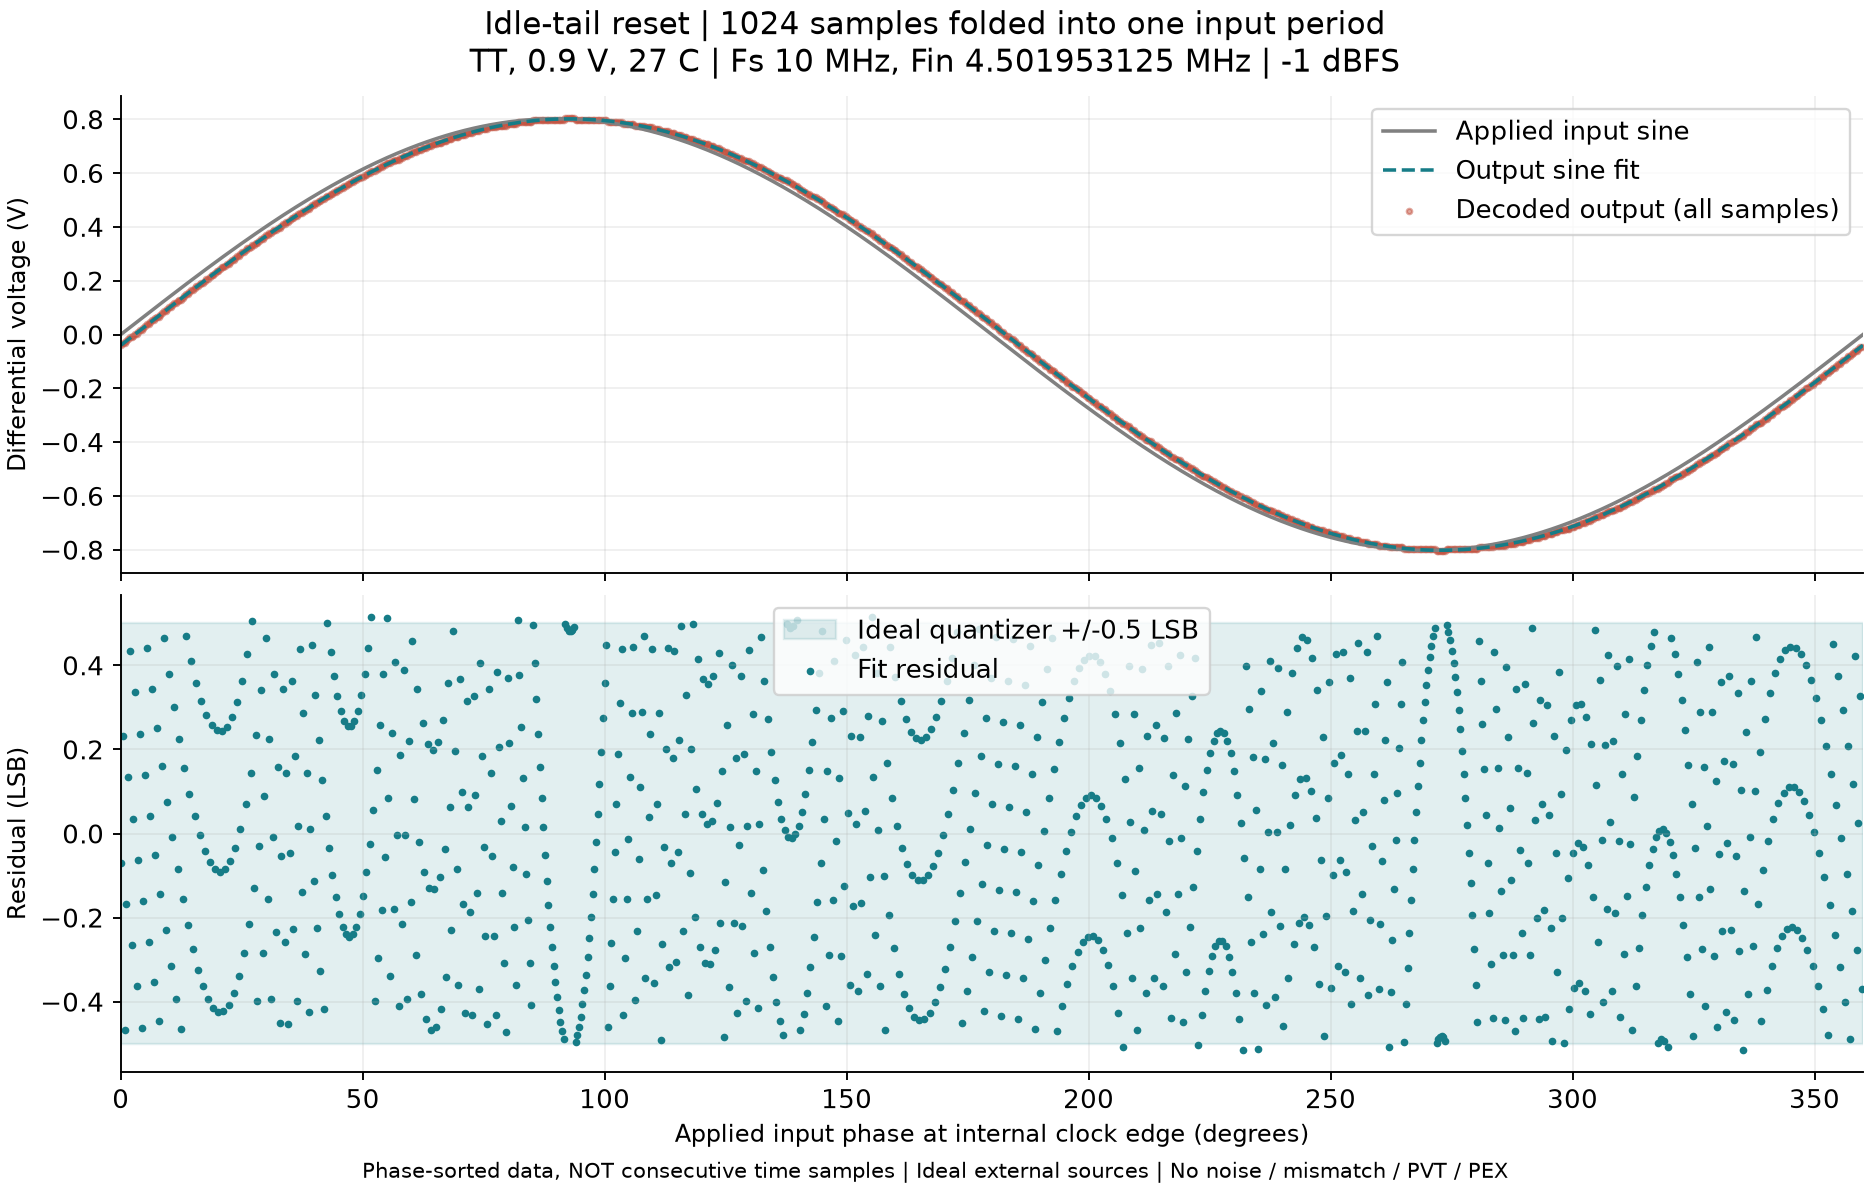 Idle-tail reset | 1024 samples folded into one input period
TT, 0.9 V, 27 C | Fs 10 MHz, Fin 4.501953125 MHz | -1 dBFS
Differential voltage (V)
0.8
0.6
0.4
0.2
0.0
−0.2
−0.4
−0.6
−0.8
Applied input sine
Output sine fit
Decoded output (all samples)
Residual (LSB)
0.4
0.2
0.0
−0.2
−0.4
Ideal quantizer +/-0.5 LSB
Fit residual
0 50 100 150 200 250 300 350
Applied input phase at internal clock edge (degrees)
Phase-sorted data, NOT consecutive time samples | Ideal external sources | No noise / mismatch / PVT / PEX